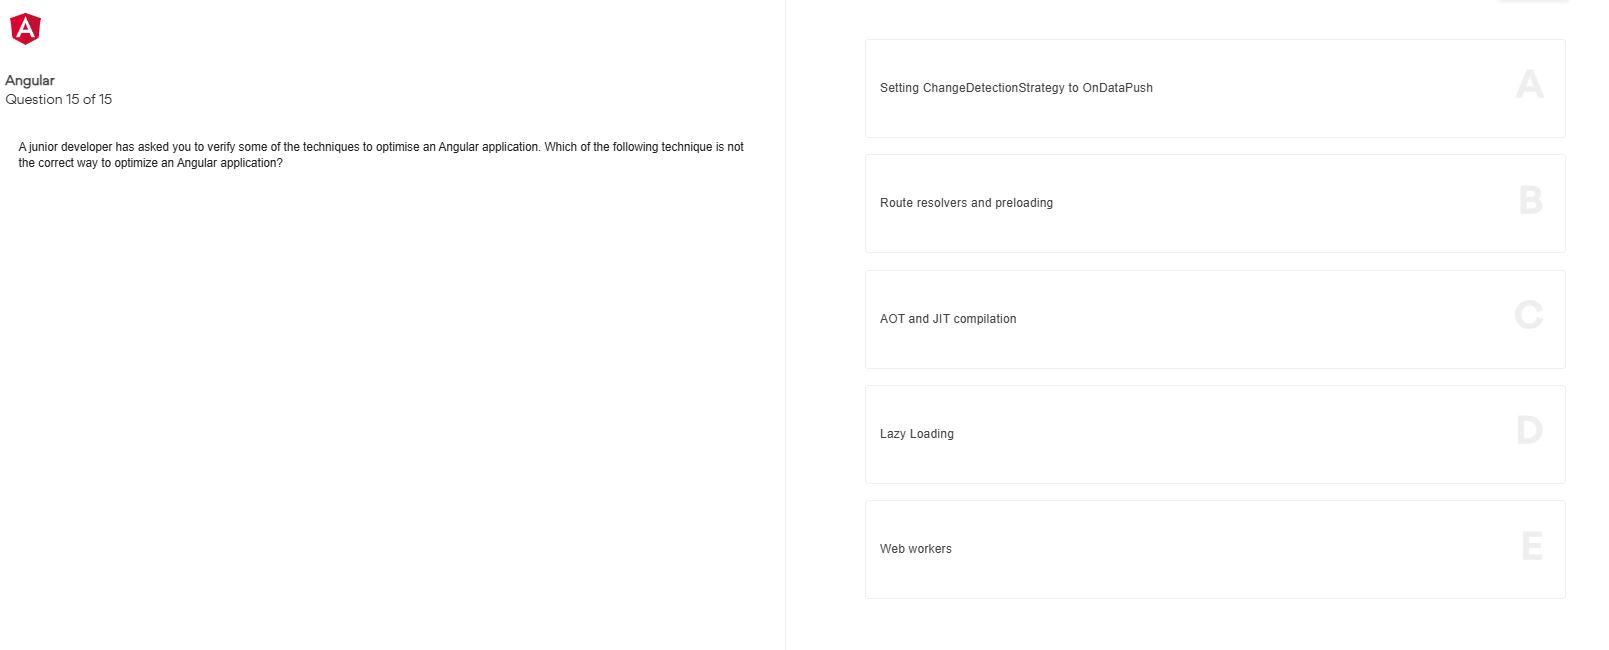 A
Angular
Question 15 of 15
A junior developer has asked you to verify some of the techniques to optimise an Angular application. Which of the following technique is not
the correct way to optimize an Angular application?
Setting ChangeDetectionStrategy to OnDataPush
A
Route resolvers and preloading
B
AOT and JIT compilation
C
Lazy Loading
D
Web workers
E